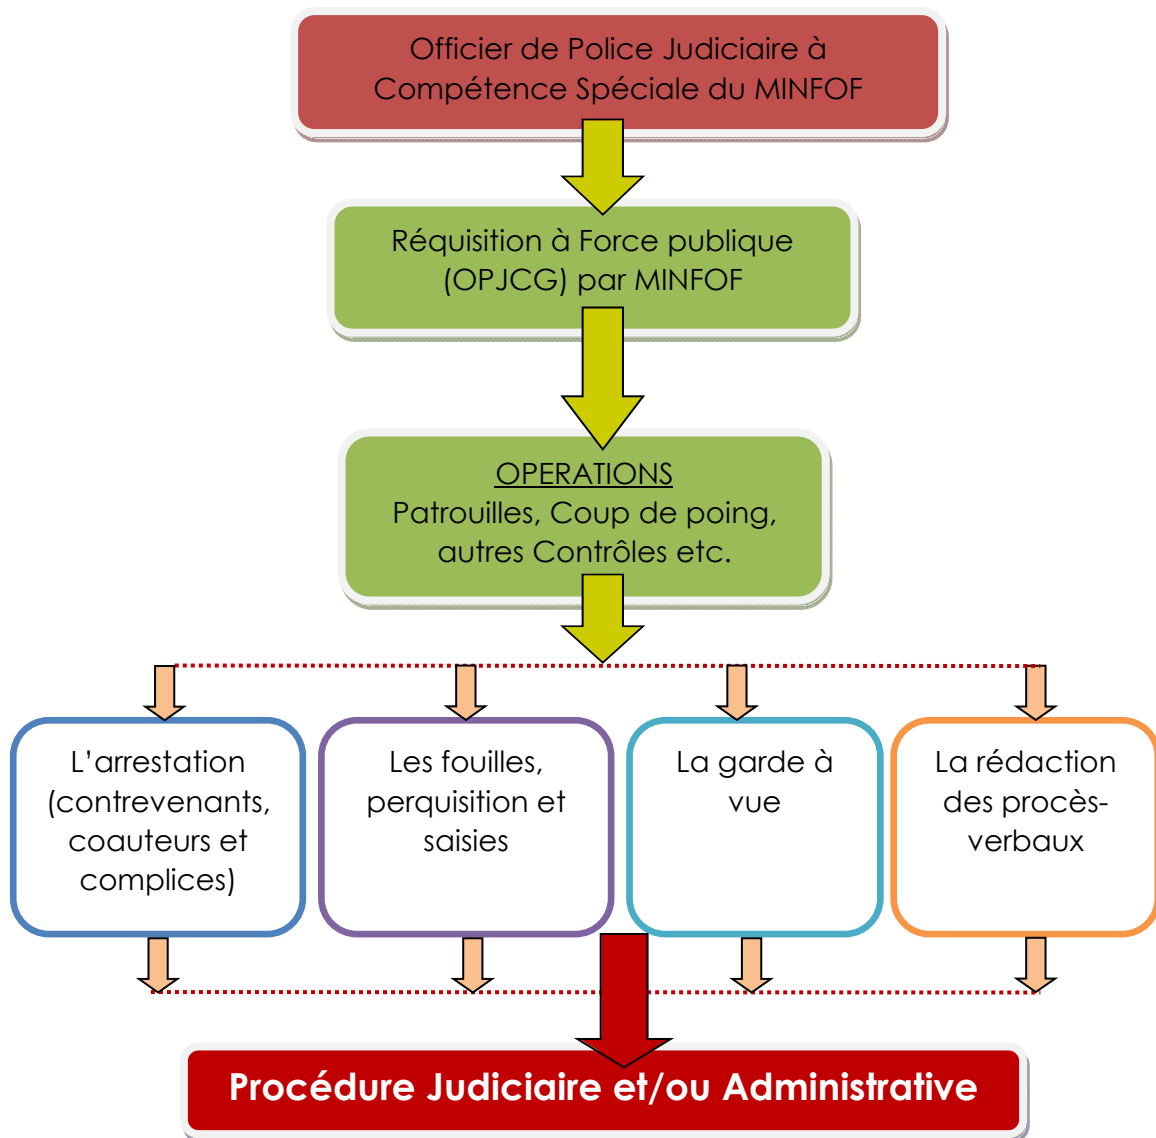 Officier de Police Judiciaire à
Compétence Spéciale du MINFOF
Réquisition à Force publique
(OPJCG) par MINFOF
OPERATIONS
Patrouilles, Coup de poing,
autres Contrôles etc.
L'arrestation
(contrevenants,
coauteurs et
complices)
Les fouilles,
perquisition et
saisies
La garde à
vue
La rédaction
des procès-
verbaux
Procédure Judiciaire et/ou Administrative